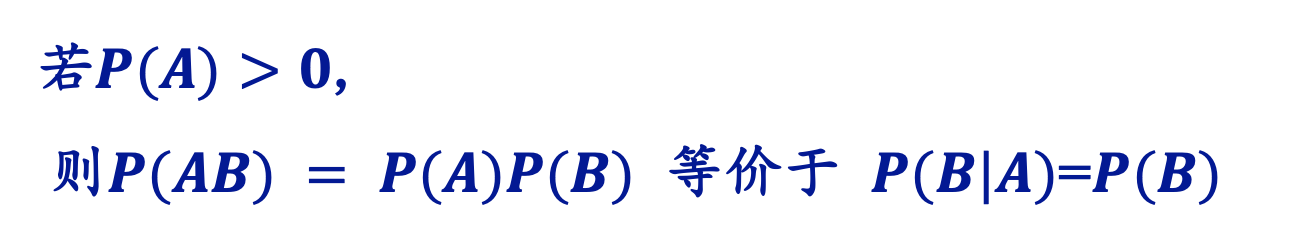 若P(A) > 0,
则P(AB) = P(A)P(B) 等价于 P(B|A)=P(B)